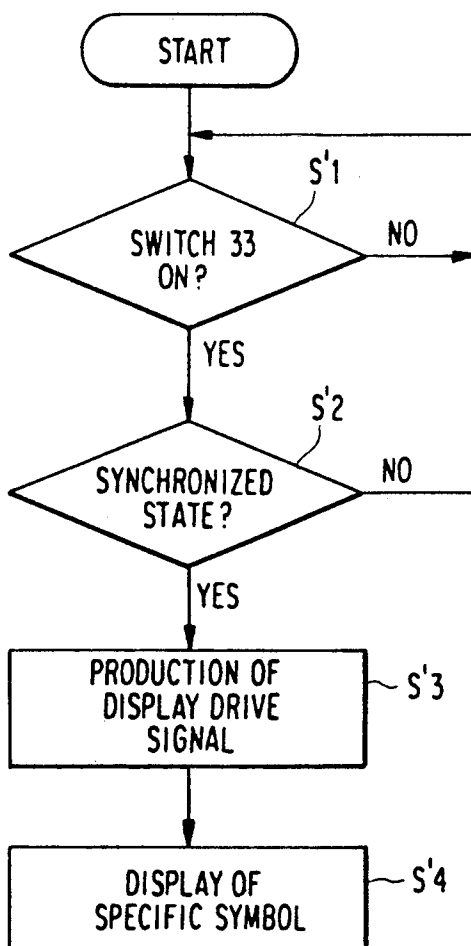 START
S'1
SWITCH 33
ON?
NO
YES
S'2
SYNCHRONIZED
STATE?
NO
YES
PRODUCTION OF
DISPLAY DRIVE
SIGNAL
S'3
DISPLAY OF
SPECIFIC SYMBOL
S'4